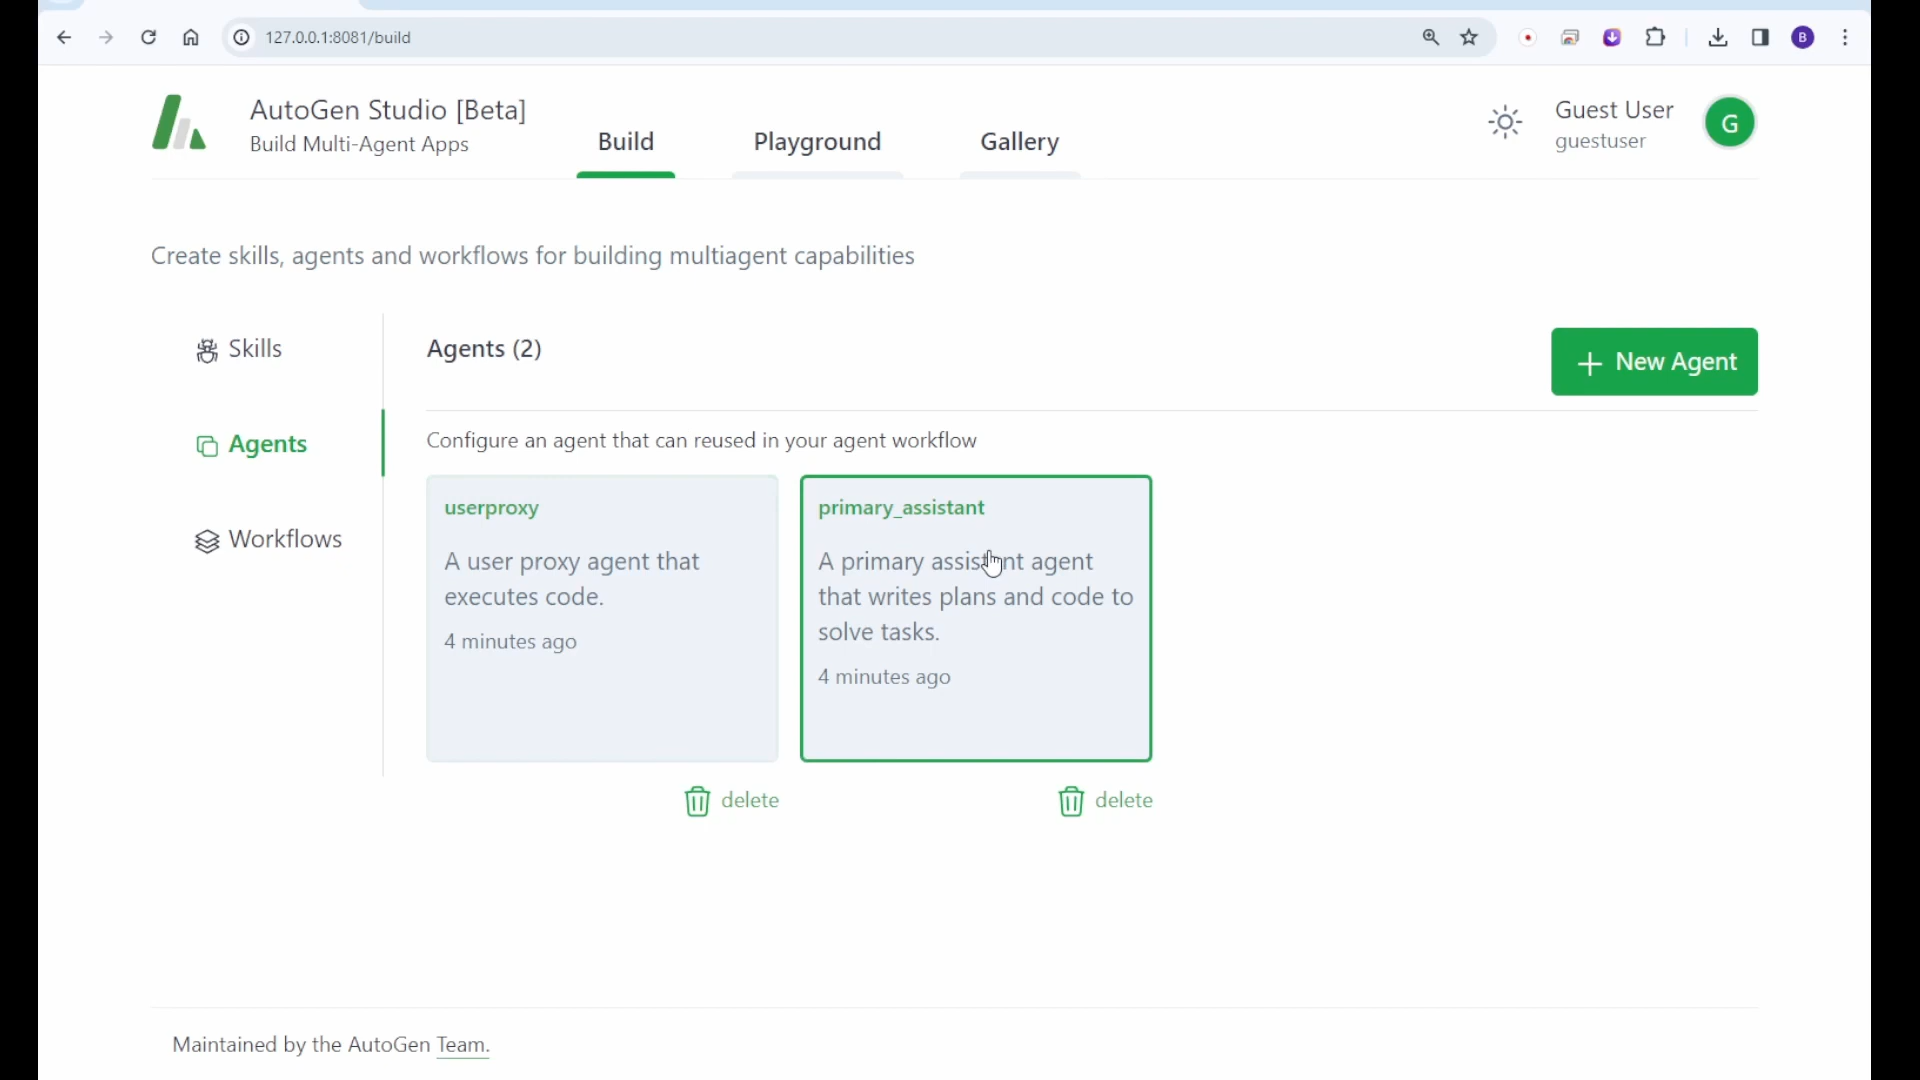 127.0.0.1:8081/build
B
AutoGen Studio [Beta]
Build Multi-Agent Apps
Build
Playground
Gallery
Guest User
guestuser
G
Create skills, agents and workflows for building multiagent capabilities
Skills
Agents
Workflows
Agents (2)
New Agent
Configure an agent that can reused in your agent workflow
userproxy
A user proxy agent that
executes code.
4 minutes ago
delete
primary_assistant
A primary assistant agent
that writes plans and code to
solve tasks.
4 minutes ago
delete
Maintained by the AutoGen Team.